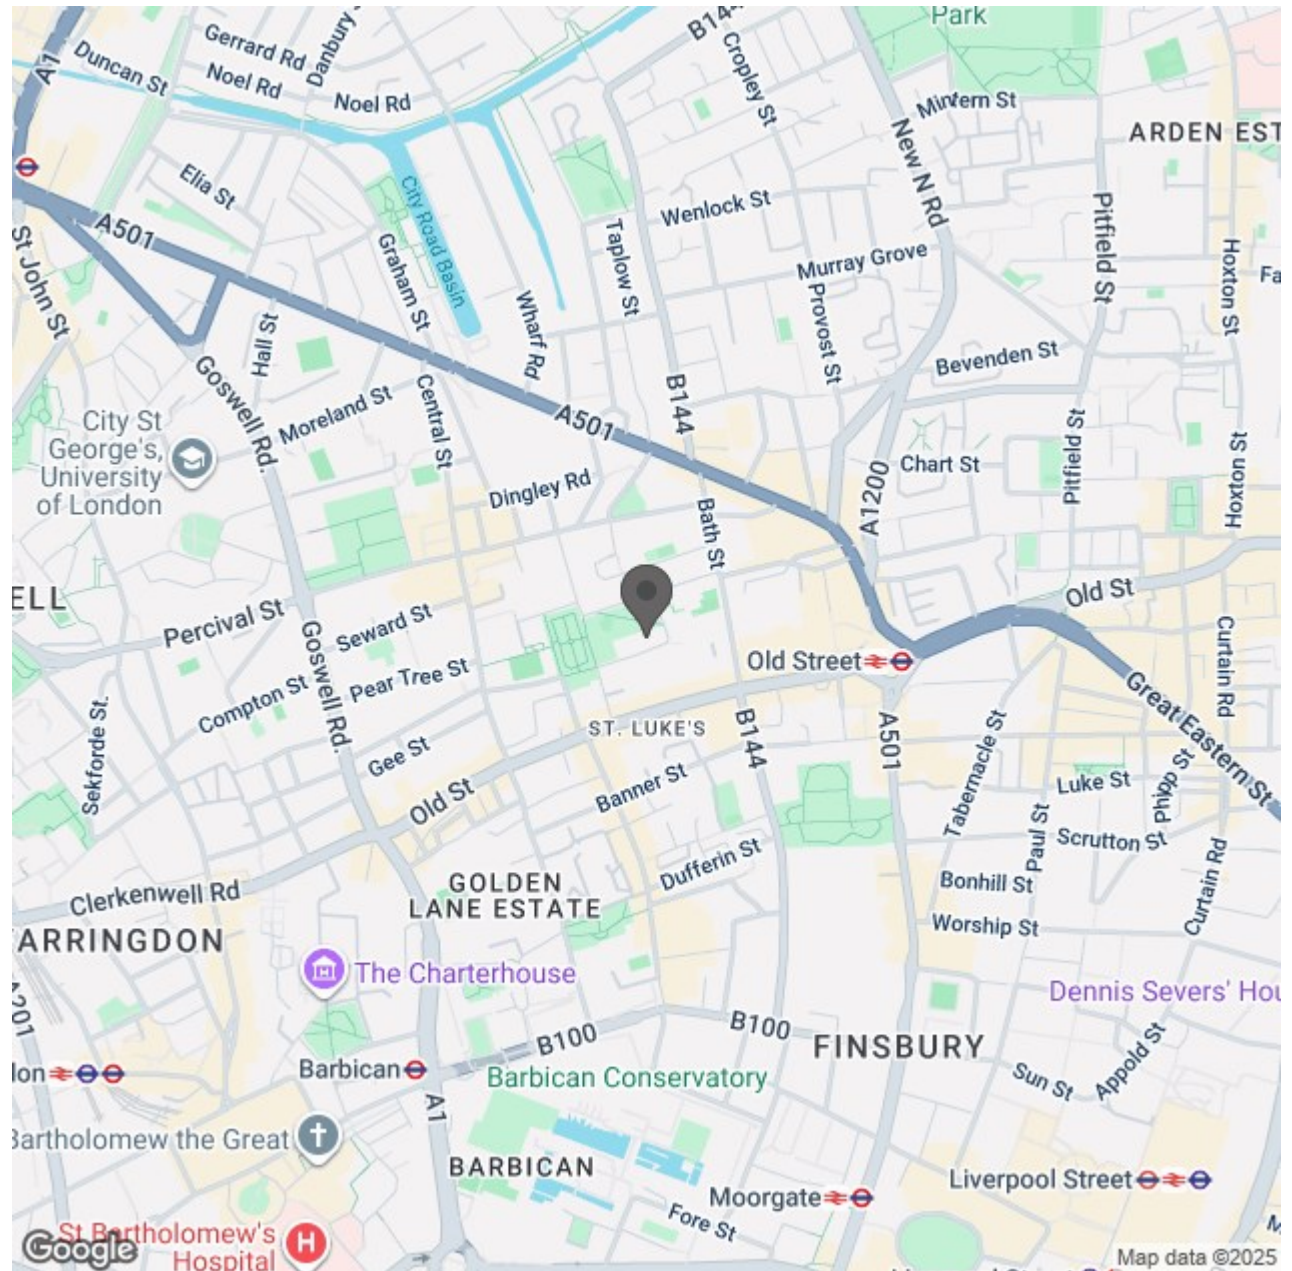 Park
B144
Cropley St
Danbury
Gerrard Rd
A1
Duncan St
Noel Rd
Noel Rd
Mintern St
ARDEN EST
New N Rd
Elia St
City Road Basin
Wenlock St
Pitfield St
A501
St John St
Graham St
Taplow St
Murray Grove
Hoxton St
Fa
Wharf Rd
Provost St
Hall St
Bevenden St
Goswell Rd.
Moreland St
Central St
B144
A501
City St
George's,
University
of London
Pitfield St
Hoxton St
Chart St
A1200
Dingley Rd
Bath St
ELL
Old St
Percival St
Seward St
Goswell Rd.
Pear Tree St
Compton St
Old Street
Curtain Rd
Great Eastern St
Sekforde St.
ST. LUKE'S
B144
A501
Gee St
Tabernacle St
Banner St
Luke St
Phipp St
Old St
Paul St
Scrutton St
Dufferin St
Curtain Rd
Clerkenwell Rd
GOLDEN
LANE ESTATE
Bonhill St
Worship St
ARRINGDON
The Charterhouse
A201
Dennis Severs' Hou
B100
B100
FINSBURY
don
Barbican
Barbican Conservatory
Sun St
Appold St
A1
Bartholomew the Great
BARBICAN
Liverpool Street
Moorgate
Fore St
St Bartholomew's
Hospital
Google
Map data ©2025